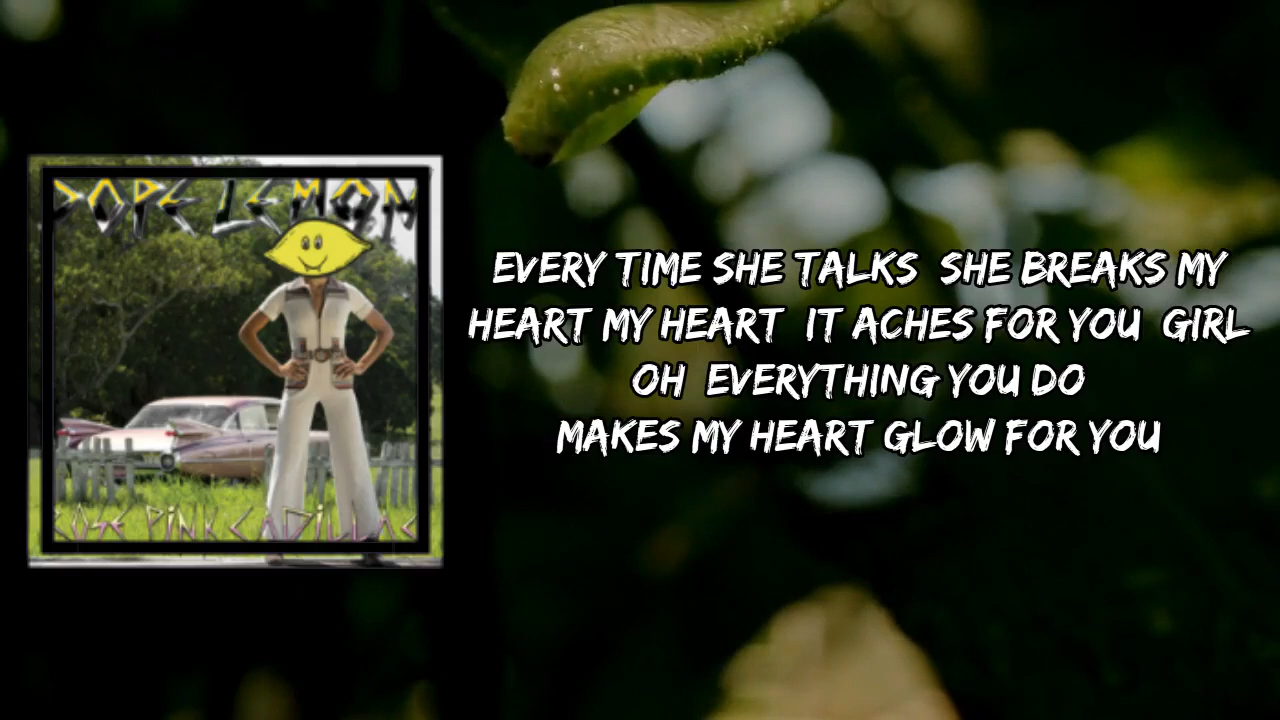 DOPE LEMON
ROSE PINK CADILLAC
EVERY TIME SHE TALKS SHE BREAKS MY
HEART MY HEART IT ACHES FOR YOU GIRL
OH EVERYTHING YOU DO
MAKES MY HEART GLOW FOR YOU